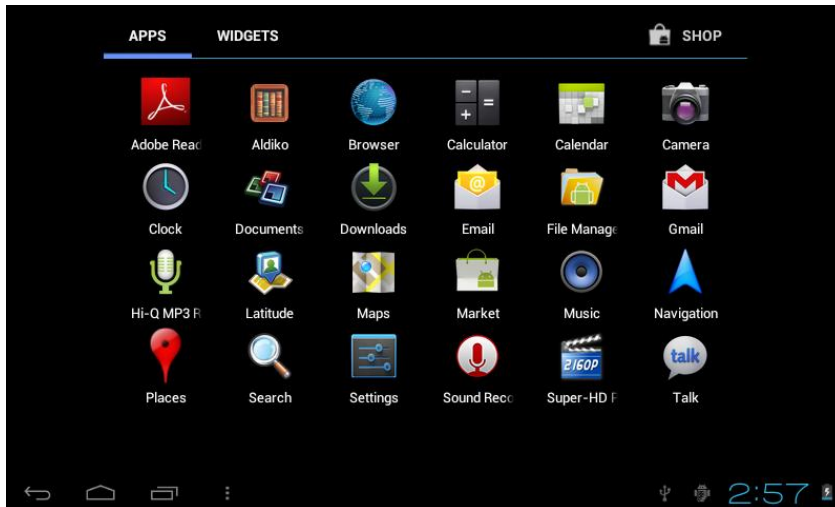 APPS WIDGETS SHOP
Adobe Read Aldiko Browser Calculator Calendar Camera
Clock Documents Downloads Email File Manage Gmail
Hi-Q MP3 R Latitude Maps Market Music Navigation
2160P talk
Places Search Settings Sound Reco Super-HD P Talk
2:57